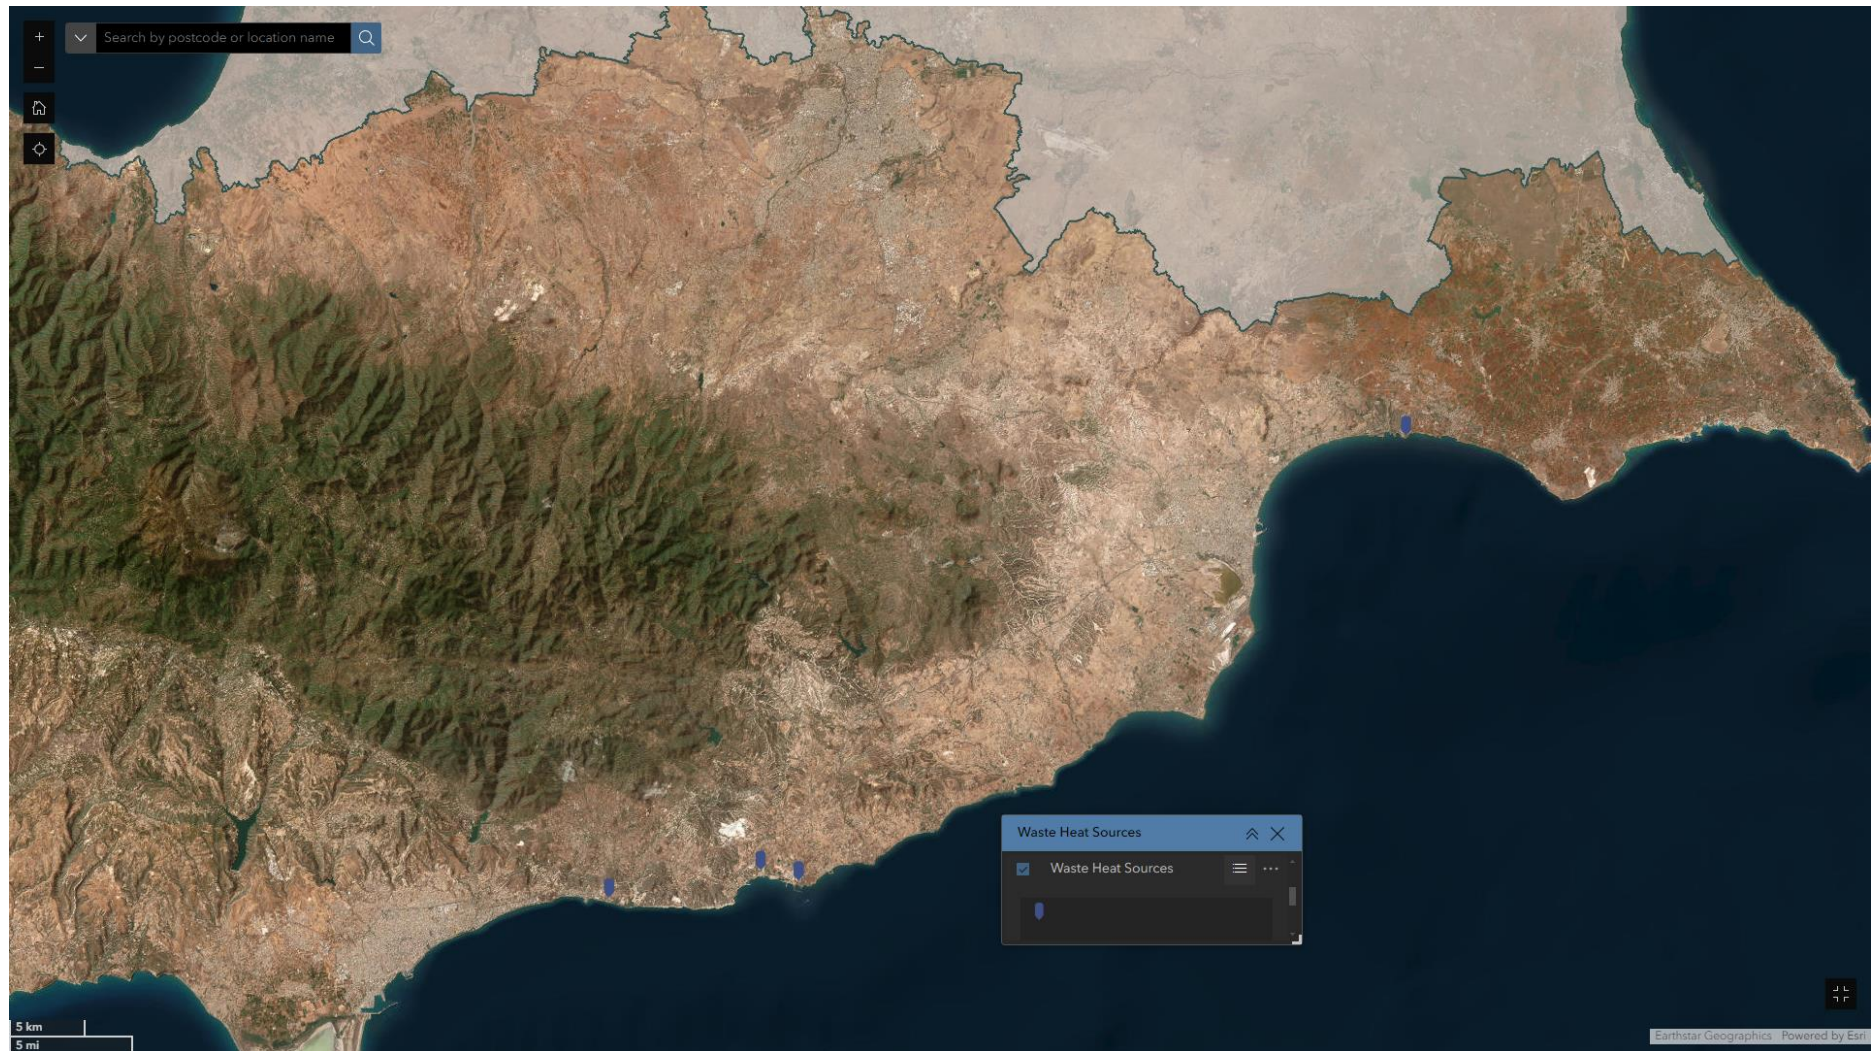 +
Search by postcode or location name
−
Waste Heat Sources
Waste Heat Sources
5 km
5 mi
Earthstar Geographics Powered by Esri